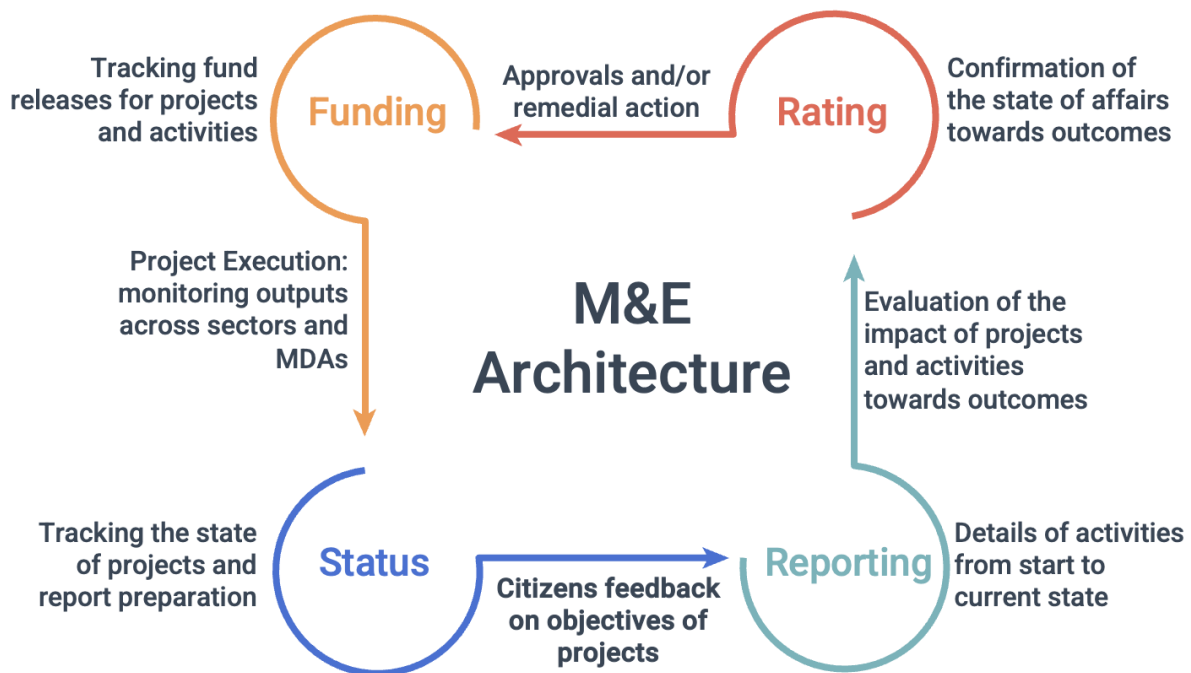 Tracking fund
releases for projects
and activities
Funding
Approvals and/or
remedial action
Rating
Confirmation of
the state of affairs
towards outcomes
Project Execution:
monitoring outputs
across sectors and
MDAs
M&E
Architecture
Evaluation of the
impact of projects
and activities
towards outcomes
Tracking the state
of projects and
report preparation
Status
Citizens feedback
on objectives of
projects
Reporting
Details of activities
from start to
current state